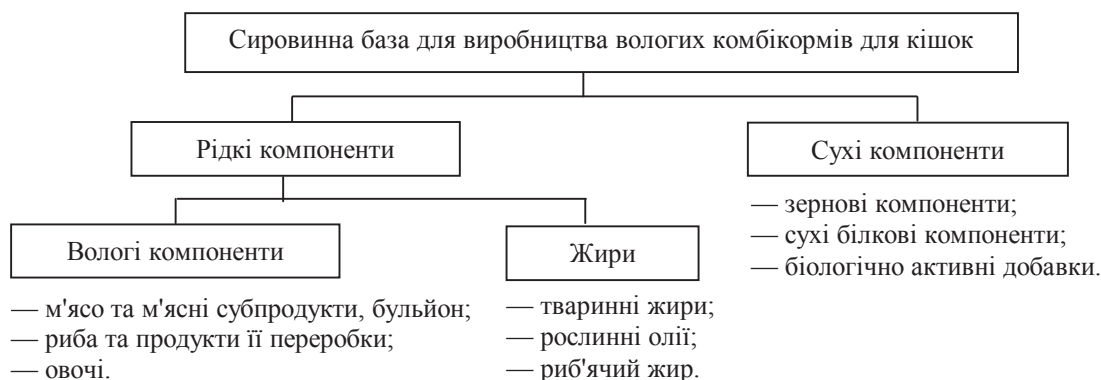 Сировинна база для виробництва вологих комбікормів для кішок
Рідкі компоненти
Сухі компоненти
— зернові компоненти;
— сухі білкові компоненти;
— біологічно активні добавки.
Вологі компоненти
— м'ясо та м'ясні субпродукти, бульйон;
— риба та продукти її переробки;
— овочі.
Жири
— тваринні жири;
— рослинні олії;
— риб'ячий жир.